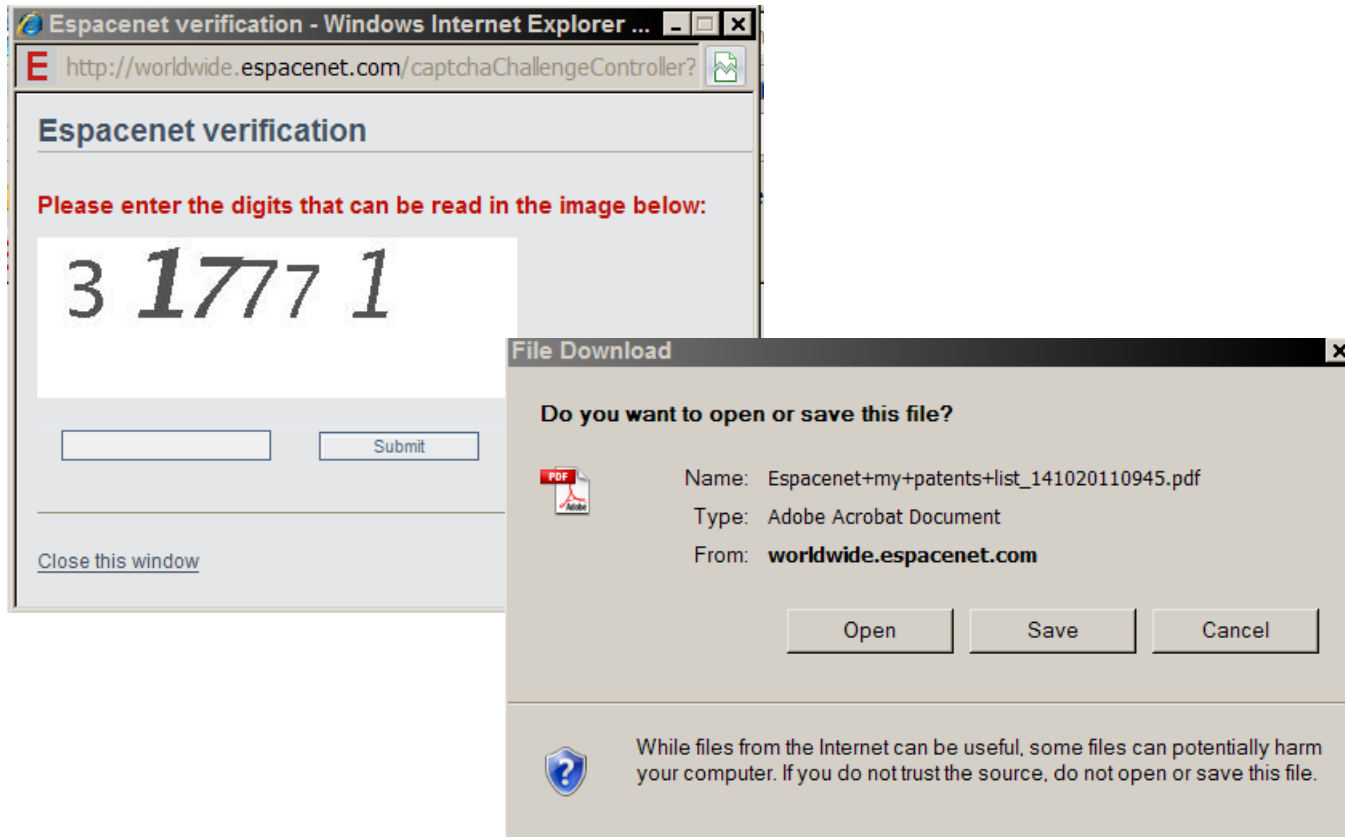 Espacenet verification - Windows Internet Explorer ...
E http://worldwide.espacenet.com/captchaChallengeController?
Espacenet verification
Please enter the digits that can be read in the image below:
3 1777 1
Submit
Close this window
File Download
Do you want to open or save this file?
PDF
Adobe
Name: Espacenet+my+patents+list_141020110945.pdf
Type: Adobe Acrobat Document
From: worldwide.espacenet.com
Open Save Cancel
While files from the Internet can be useful, some files can potentially harm
your computer. If you do not trust the source, do not open or save this file.